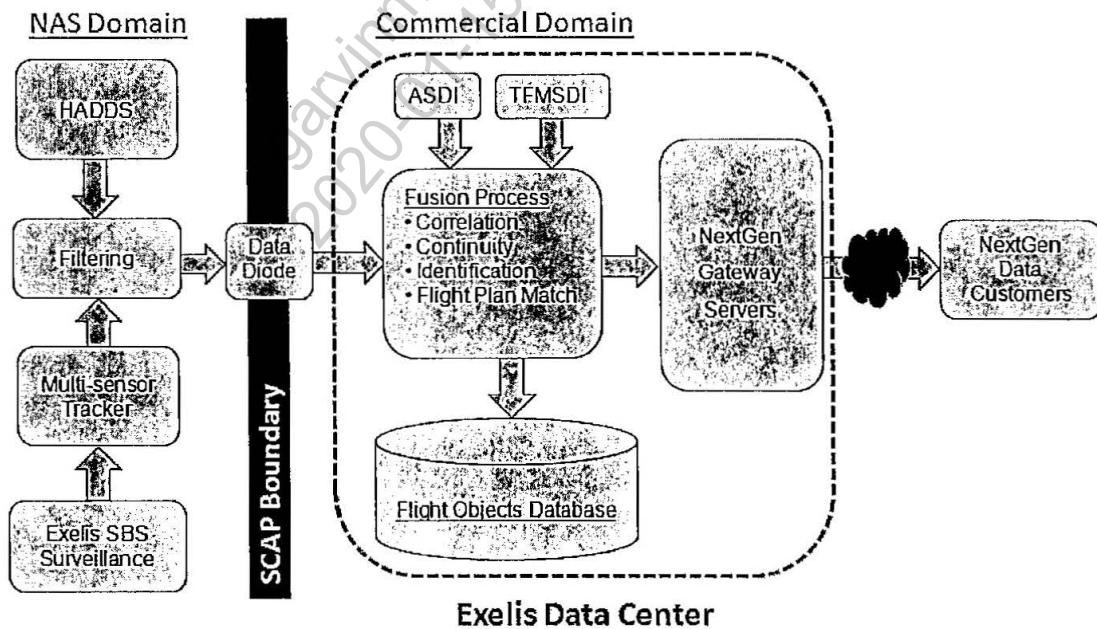 NAS Domain
Commercial Domain
HADDS
ASDI
TFMSDI
Filtering
Data
Diode
Fusion Process
• Correlation
• Continuity
• Identification
• Flight Plan Match
NextGen
Gateway
Servers
NextGen
Data
Customers
Multi-sensor
Tracker
SCAP Boundary
Flight Objects Database
Exelis SBS
Surveillance
Exelis Data Center